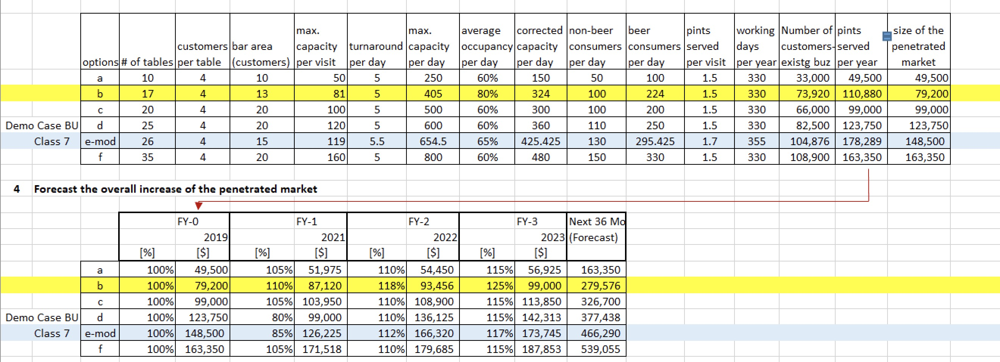 options # of tables customers per table bar area (customers) max. capacity per visit turnaround per day max. capacity per day average occupancy per day corrected capacity per day non-beer consumers per day beer consumers per day pints served per visit working days per year Number of customers-existg buz pints served per year size of the penetrated market
a 10 4 10 50 5 250 60% 150 50 100 1.5 330 33,000 49,500 49,500
b 17 4 13 81 5 405 80% 324 100 224 1.5 330 73,920 110,880 79,200
c 20 4 20 100 5 500 60% 300 100 200 1.5 330 66,000 99,000 99,000
Demo Case BU d 25 4 20 120 5 600 60% 360 110 250 1.5 330 82,500 123,750 123,750
Class 7 e-mod 26 4 15 119 5.5 654.5 65% 425.425 130 295.425 1.7 355 104,876 178,289 148,500
f 35 4 20 160 5 800 60% 480 150 330 1.5 330 108,900 163,350 163,350
4 Forecast the overall increase of the penetrated market
FY-0 FY-1 FY-2 FY-3 Next 36 Mo
2019 2021 2022 2023 (Forecast)
[%] [$] [%] [$] [%] [$] [%] [$]
a 100% 49,500 105% 51,975 110% 54,450 115% 56,925 163,350
b 100% 79,200 110% 87,120 118% 93,456 125% 99,000 279,576
c 100% 99,000 105% 103,950 110% 108,900 115% 113,850 326,700
Demo Case BU d 100% 123,750 80% 99,000 110% 136,125 115% 142,313 377,438
Class 7 e-mod 100% 148,500 85% 126,225 112% 166,320 117% 173,745 466,290
f 100% 163,350 105% 171,518 110% 179,685 115% 187,853 539,055